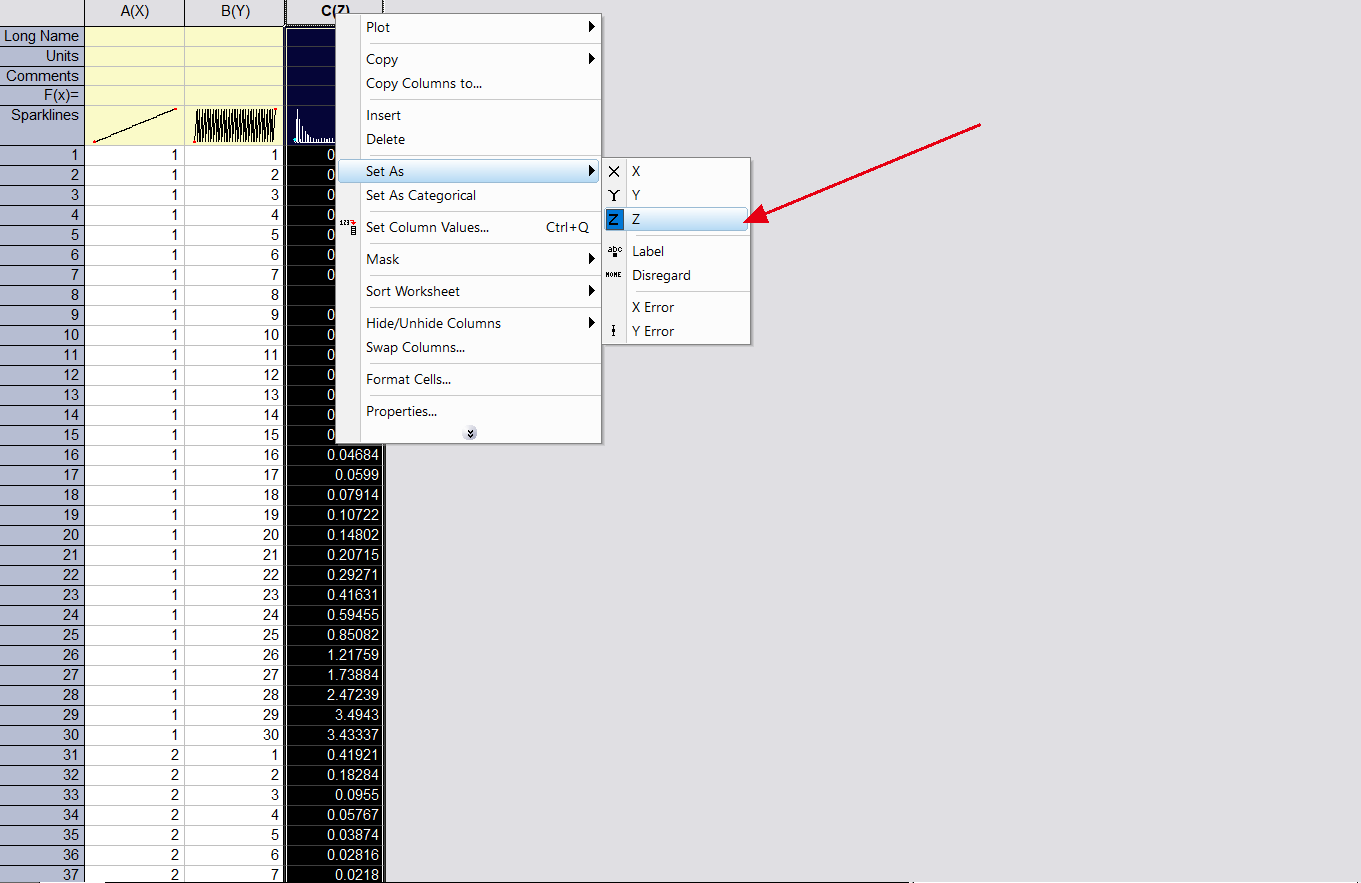 A(X) B(Y) C(Z)
Long Name
Units
Comments
F(x)=
Sparklines
Plot
Copy
Copy Columns to...
Insert
Delete
Set As
Set As Categorical
123 Set Column Values... Ctrl+Q
Mask
Sort Worksheet
Hide/Unhide Columns
Swap Columns...
Format Cells...
Properties...
X X
Y Y
Z Z
abc Label
NONE Disregard
X Error
Y Error
1 1 1 0
2 1 2 0
3 1 3 0
4 1 4 0
5 1 5 0
6 1 6 0
7 1 7 0
8 1 8
9 1 9 0
10 1 10 0
11 1 11 0
12 1 12 0
13 1 13 0
14 1 14 0
15 1 15 0
16 1 16 0.04684
17 1 17 0.0599
18 1 18 0.07914
19 1 19 0.10722
20 1 20 0.14802
21 1 21 0.20715
22 1 22 0.29271
23 1 23 0.41631
24 1 24 0.59455
25 1 25 0.85082
26 1 26 1.21759
27 1 27 1.73884
28 1 28 2.47239
29 1 29 3.4943
30 1 30 3.43337
31 2 1 0.41921
32 2 2 0.18284
33 2 3 0.0955
34 2 4 0.05767
35 2 5 0.03874
36 2 6 0.02816
37 2 7 0.0218